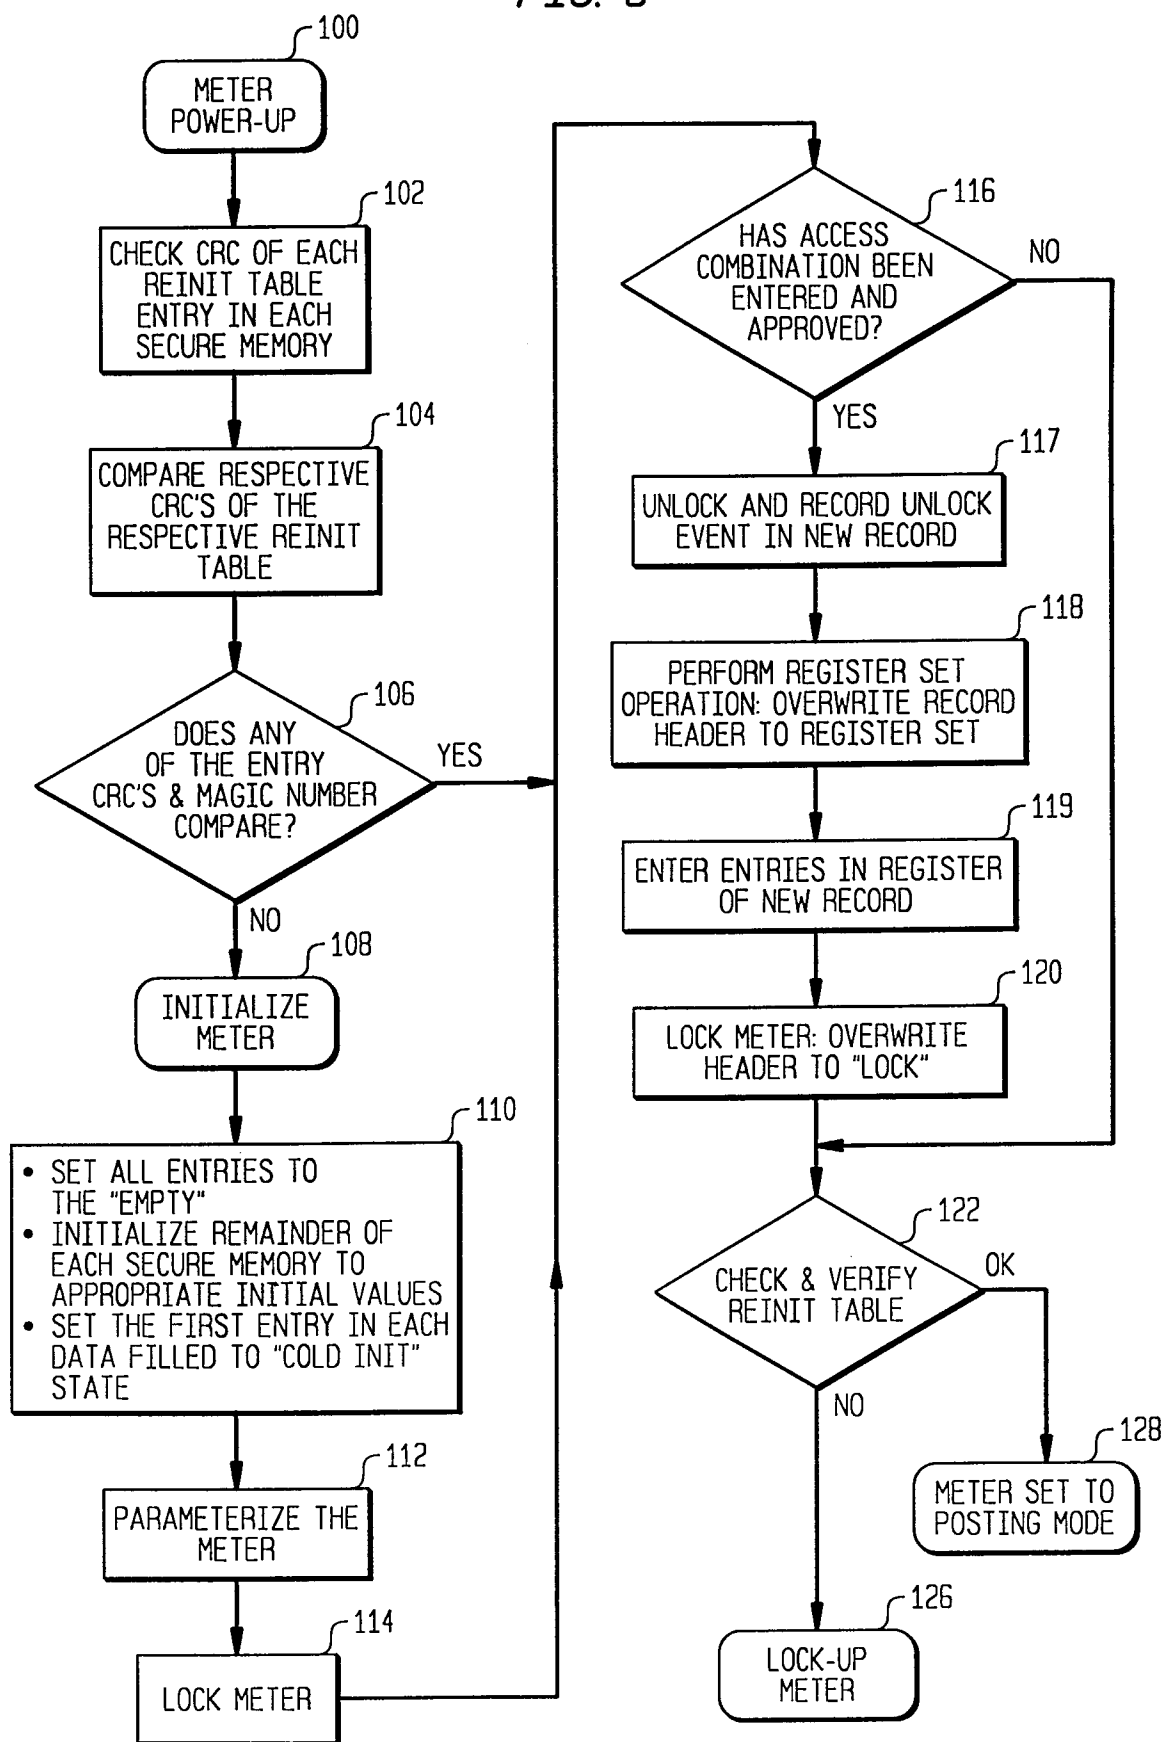 100
METER
POWER-UP
102
CHECK CRC OF EACH
REINIT TABLE
ENTRY IN EACH
SECURE MEMORY
104
COMPARE RESPECTIVE
CRC'S OF THE
RESPECTIVE REINIT
TABLE
106
DOES ANY
OF THE ENTRY
CRC'S & MAGIC NUMBER
COMPARE?
YES
NO
108
INITIALIZE
METER
110
• SET ALL ENTRIES TO
THE "EMPTY"
• INITIALIZE REMAINDER OF
EACH SECURE MEMORY TO
APPROPRIATE INITIAL VALUES
• SET THE FIRST ENTRY IN EACH
DATA FILLED TO "COLD INIT"
STATE
112
PARAMETERIZE THE
METER
114
LOCK METER
116
HAS ACCESS
COMBINATION BEEN
ENTERED AND
APPROVED?
NO
YES
117
UNLOCK AND RECORD UNLOCK
EVENT IN NEW RECORD
118
PERFORM REGISTER SET
OPERATION: OVERWRITE RECORD
HEADER TO REGISTER SET
119
ENTER ENTRIES IN REGISTER
OF NEW RECORD
120
LOCK METER: OVERWRITE
HEADER TO "LOCK"
122
CHECK & VERIFY
REINIT TABLE
OK
NO
128
METER SET TO
POSTING MODE
126
LOCK-UP
METER